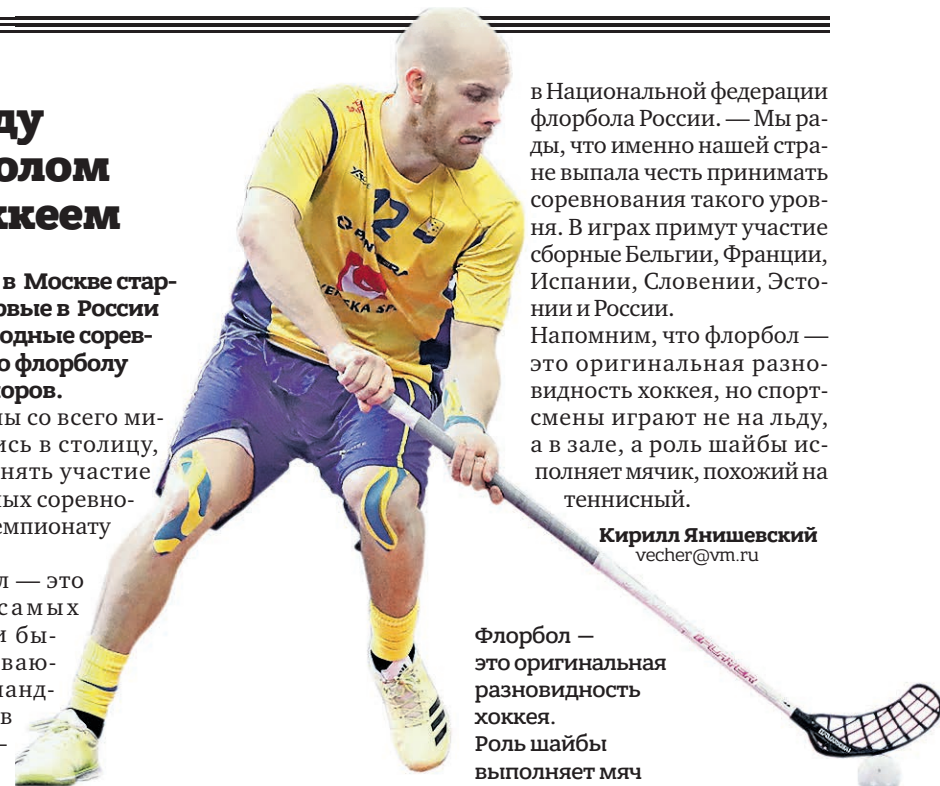 ду
олом
ккеем
в Москве стар-
рвые в России
одные сорев-
о флорболу
оров.
ны со всего ми-
ись в столицу,
нять участие
ых соревно-
емпионату
л — это
самых
и бы-
ваю-
анд-
в
–
12
в Национальной федерации
флорбола России. — Мы ра-
ды, что именно нашей стра-
не выпала честь принимать
соревнования такого уров-
ня. В играх примут участие
сборные Бельгии, Франции,
Испании, Словении, Эсто-
нии и России.
Напомним, что флорбол —
это оригинальная разно-
видность хоккея, но спорт-
смены играют не на льду,
а в зале, а роль шайбы ис-
полняет мячик, похожий на
теннисный.
Кирилл Янишевский
vecher@vm.ru
Флорбол —
это оригинальная
разновидность
хоккея.
Роль шайбы
выполняет мяч